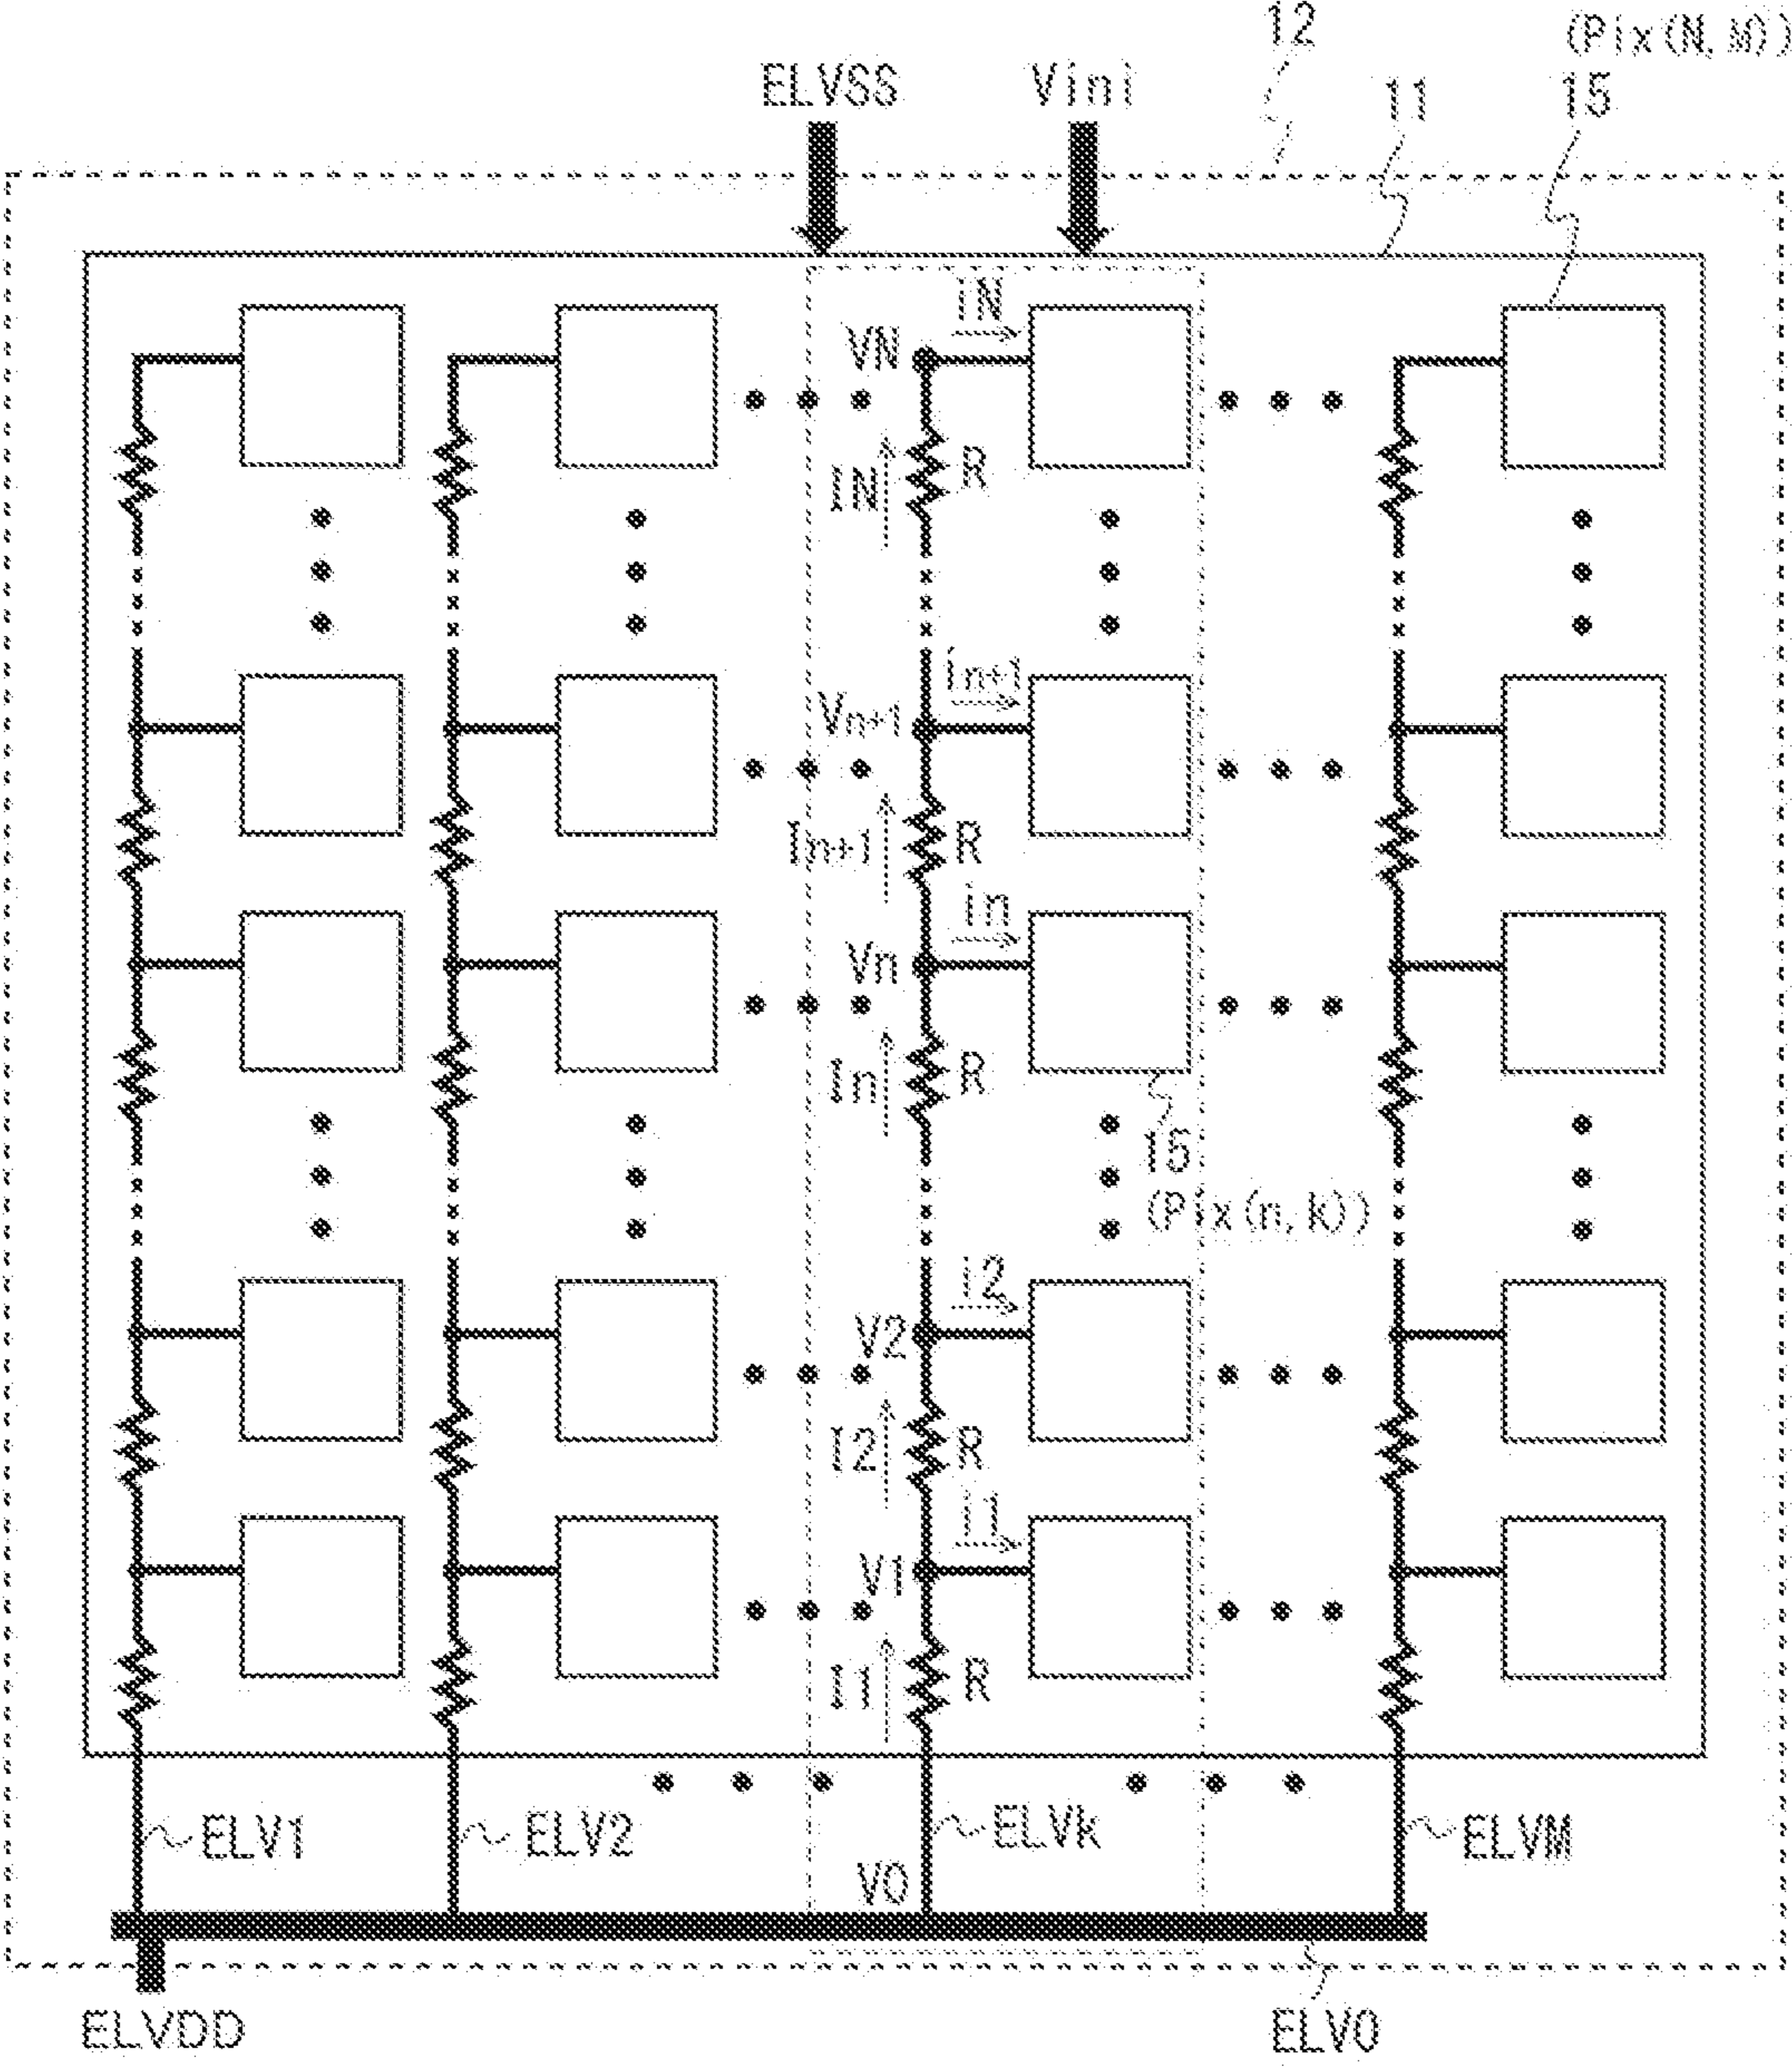 12
(Pix(N,M))
ELVSS
Vini
11
15
iN
VN
IN
R
in+1
Vn+1
In+1
R
in
Vn
In
R
15
(Pix(n,k))
i2
V2
I2
R
i1
V1
I1
R
ELV1
ELV2
ELVk
ELVM
V0
ELVDD
ELV0